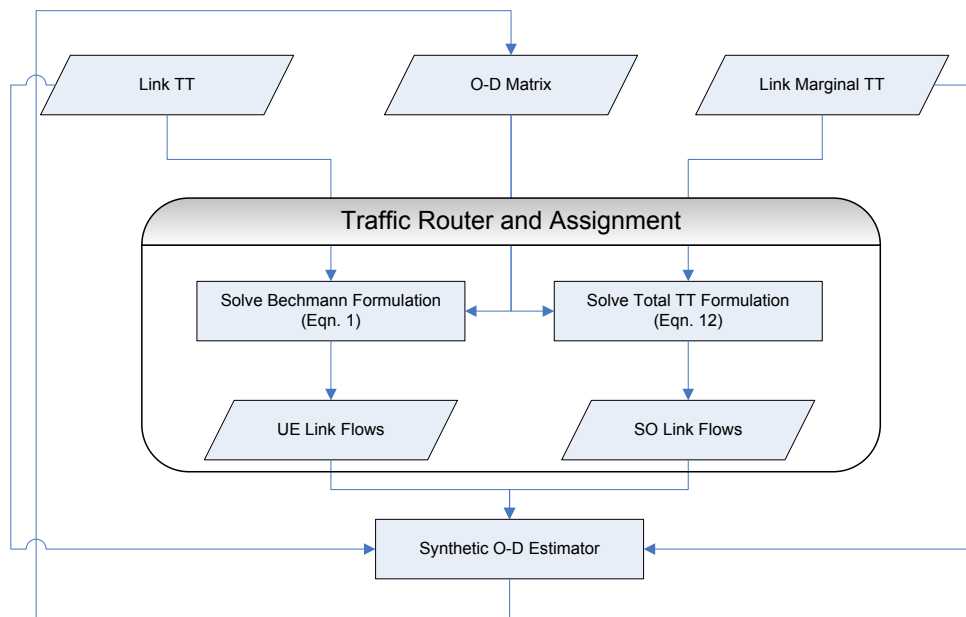 Link TT
O-D Matrix
Link Marginal TT
Traffic Router and Assignment
Solve Bechmann Formulation
(Eqn. 1)
Solve Total TT Formulation
(Eqn. 12)
UE Link Flows
SO Link Flows
Synthetic O-D Estimator